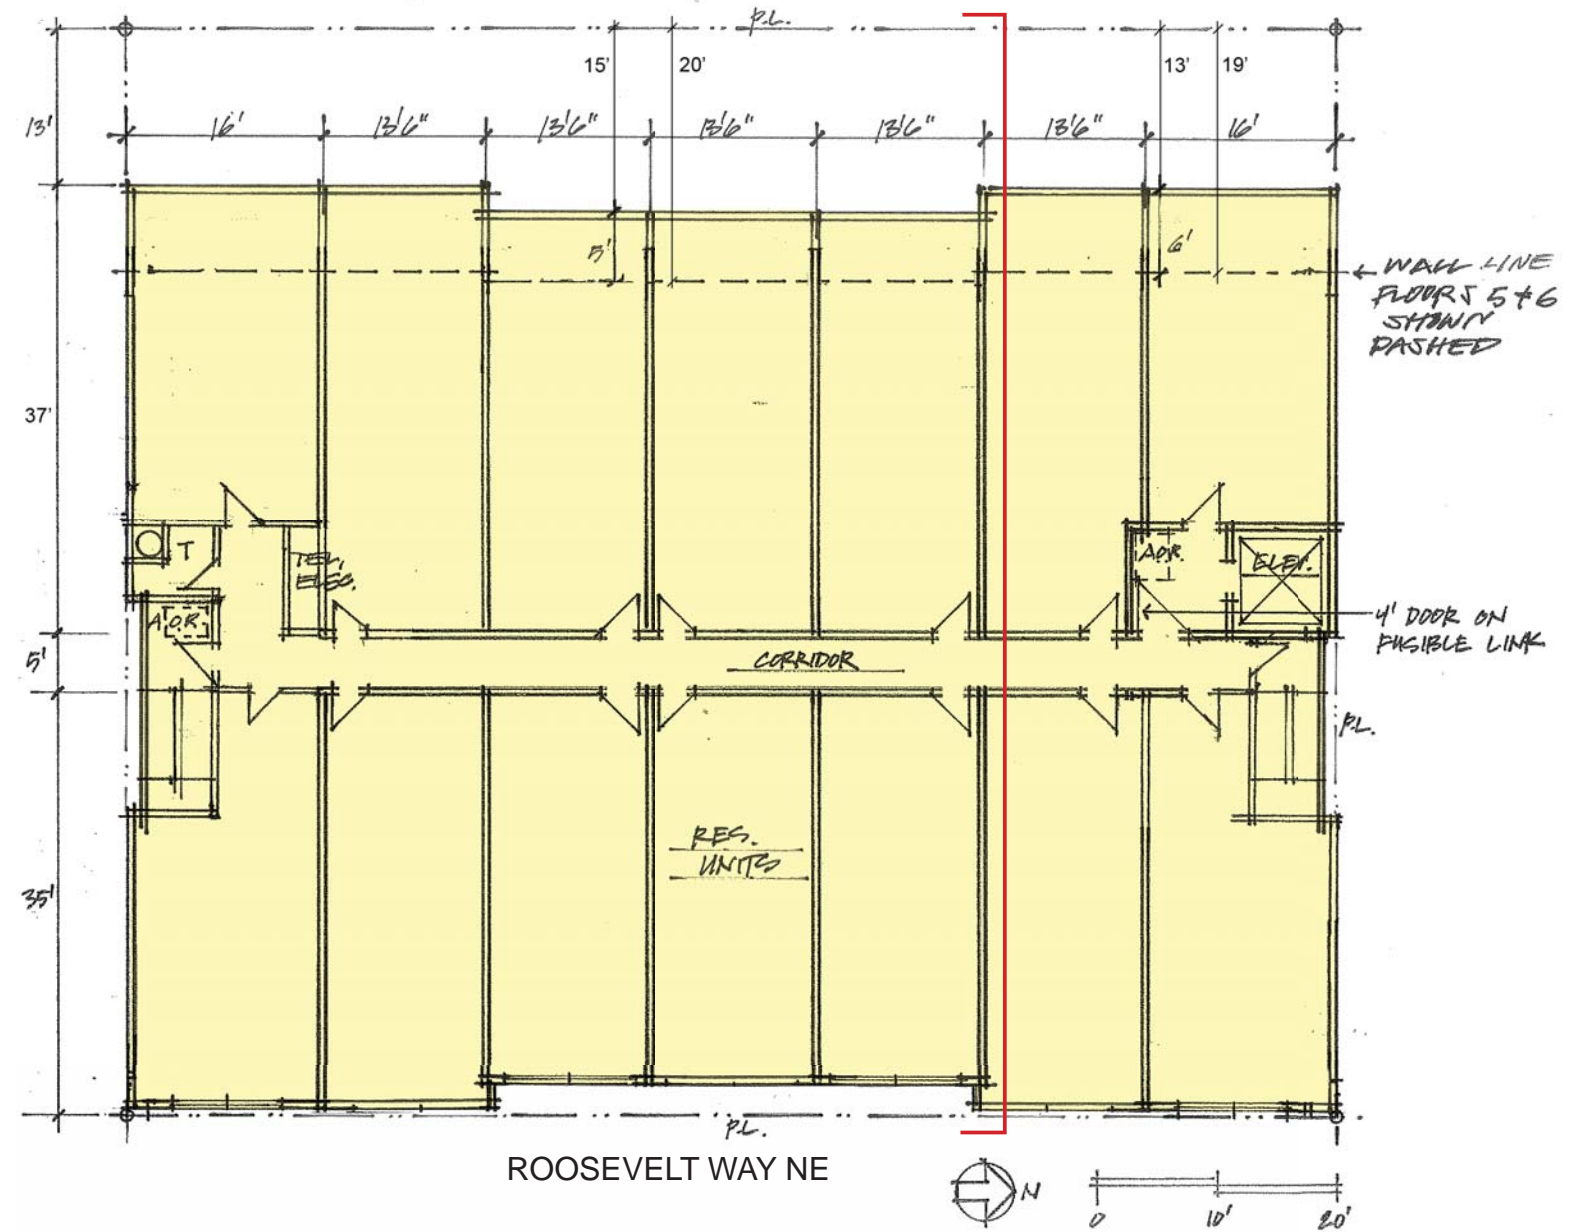 P.L.
15' 20' 13' 19'
13'
16' 13'6" 13'6" 13'6" 13'6" 13'6" 16'
5' 6'
WALL LINE
FLOORS 5 & 6
SHOWN
DASHED
37'
T
TEL,
ELEC.
A.O.R.
A.O.R.
ELEV.
4' DOOR ON
FUSIBLE LINK
5'
CORRIDOR
P.L.
RES.
UNITS
35'
P.L.
ROOSEVELT WAY NE
N
0 10' 20'